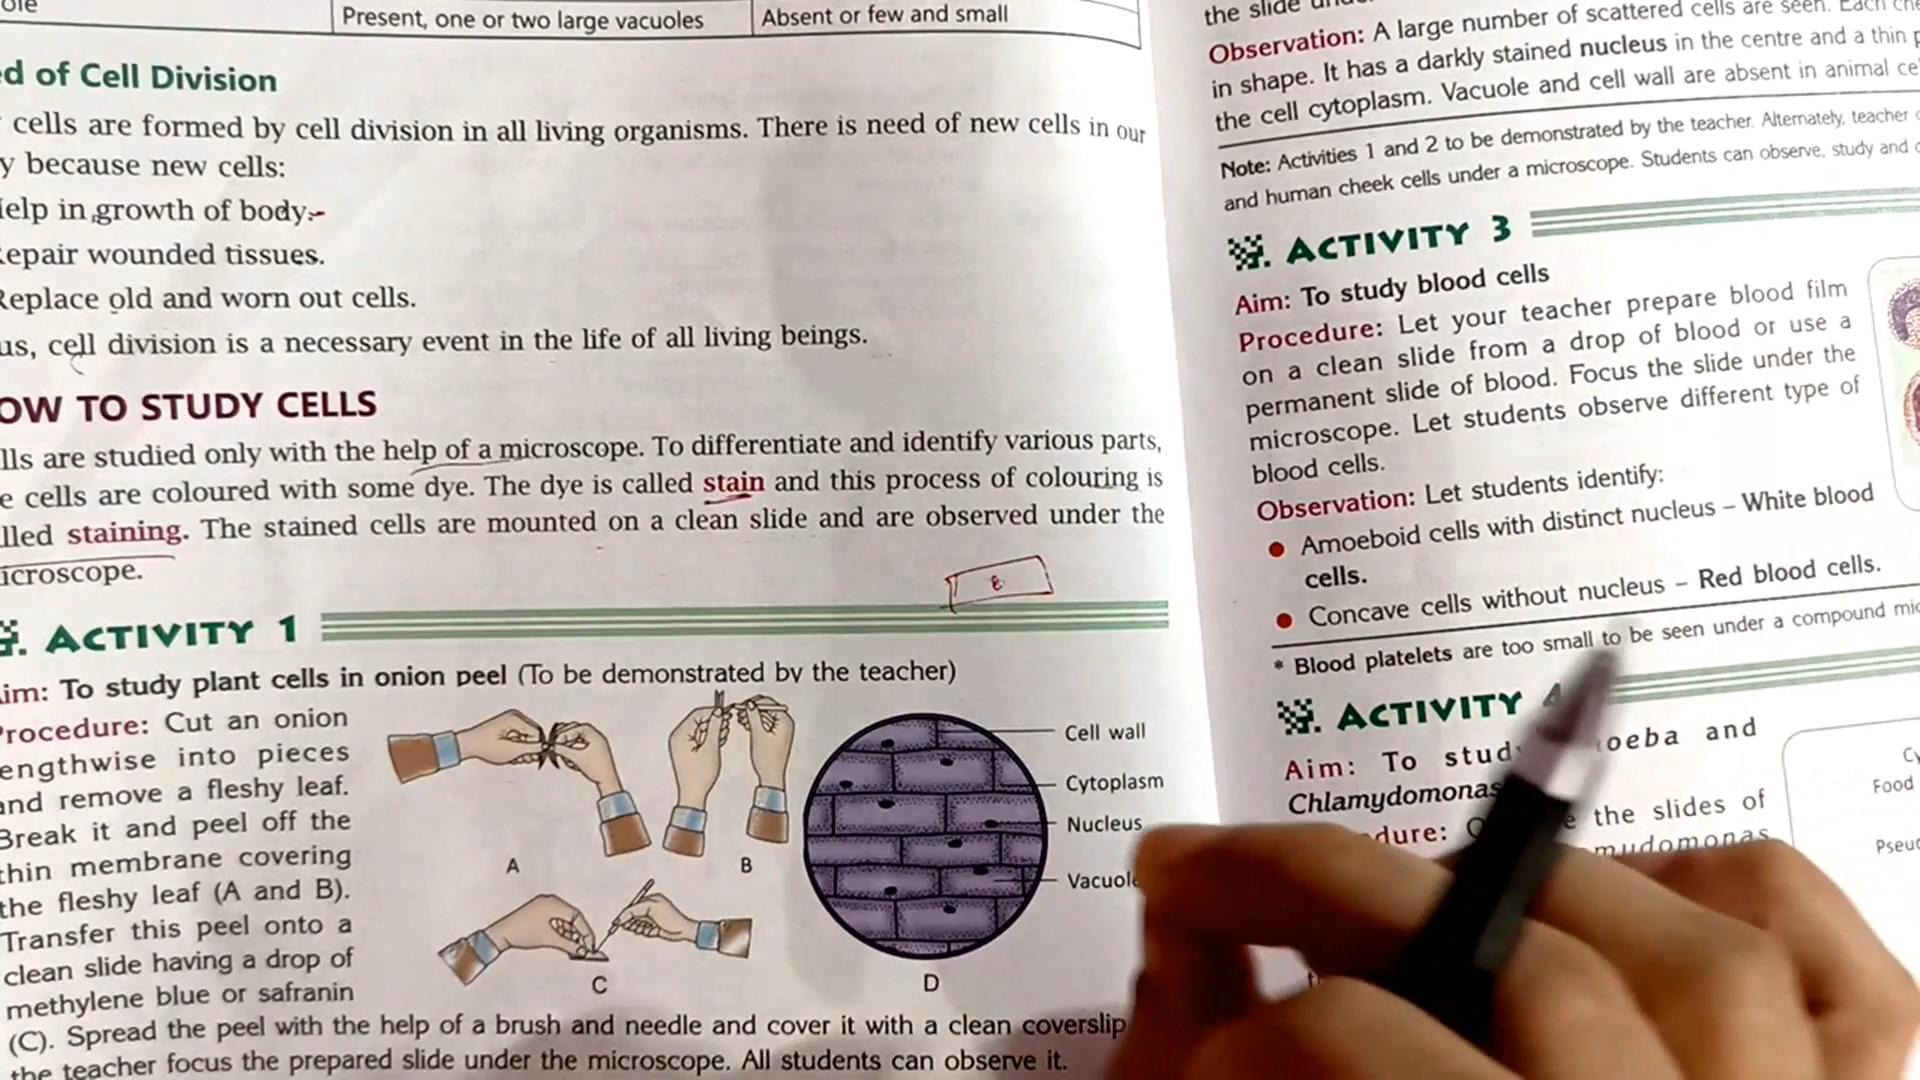 Present, one or two large vacuoles
Absent or few and small
of Cell Division
cells are formed by cell division in all living organisms. There is need of new cells in our
because new cells:
in growth of body.
wounded tissues.
old and worn out cells.
cell division is a necessary event in the life of all living beings.
TO STUDY CELLS
are studied only with the help of a microscope. To differentiate and identify various parts,
cells are coloured with some dye. The dye is called stain and this process of colouring is
staining. The stained cells are mounted on a clean slide and are observed under the
ACTIVITY 1
To study plant cells in onion peel (To be demonstrated by the teacher)
Cut an onion
into pieces
and remove a fleshy leaf.
Break it and peel off the
thin membrane covering
the fleshy leaf (A and B).
Transfer this peel onto a
clean slide having a drop of
methylene blue or safranin
(C). Spread the peel with the help of a brush and needle and cover it with a clean coverslip
the teacher focus the prepared slide under the microscope. All students can observe it.
A
B
C
D
Cell wall
Cytoplasm
Nucleus
the slide
Observation: A large number of scattered cells are seen. Each
in shape. It has a darkly stained nucleus in the centre and a thin
the cell cytoplasm. Vacuole and cell wall are absent in animal
Note: Activities 1 and 2 to be demonstrated by the teacher. Alternately, teacher
and human cheek cells under a microscope. Students can observe, study and
ACTIVITY 3
Aim: To study blood cells
Procedure: Let your teacher prepare blood film
on a clean slide from a drop of blood or use a
permanent slide of blood. Focus the slide under the
microscope. Let students observe different type of
blood cells.
Observation: Let students identify:
• Amoeboid cells with distinct nucleus – White blood
cells.
• Concave cells without nucleus – Red blood cells.
* Blood platelets are too small to be seen under a compound
ACTIVITY
Aim: To and
Chlamydomonas
the slides of
Food